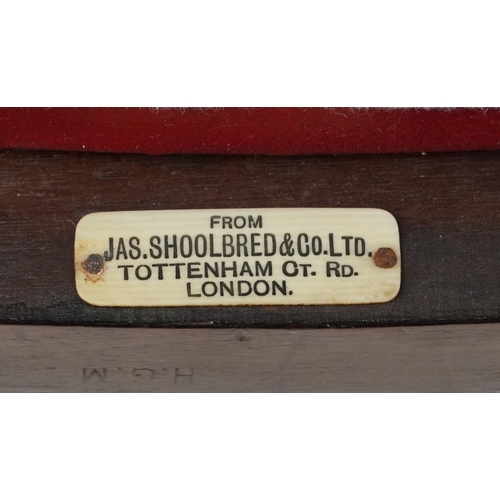 FROM
JAS. SHOOLBRED & CO. LTD.
TOTTENHAM CT. RD.
LONDON.
H.G.M